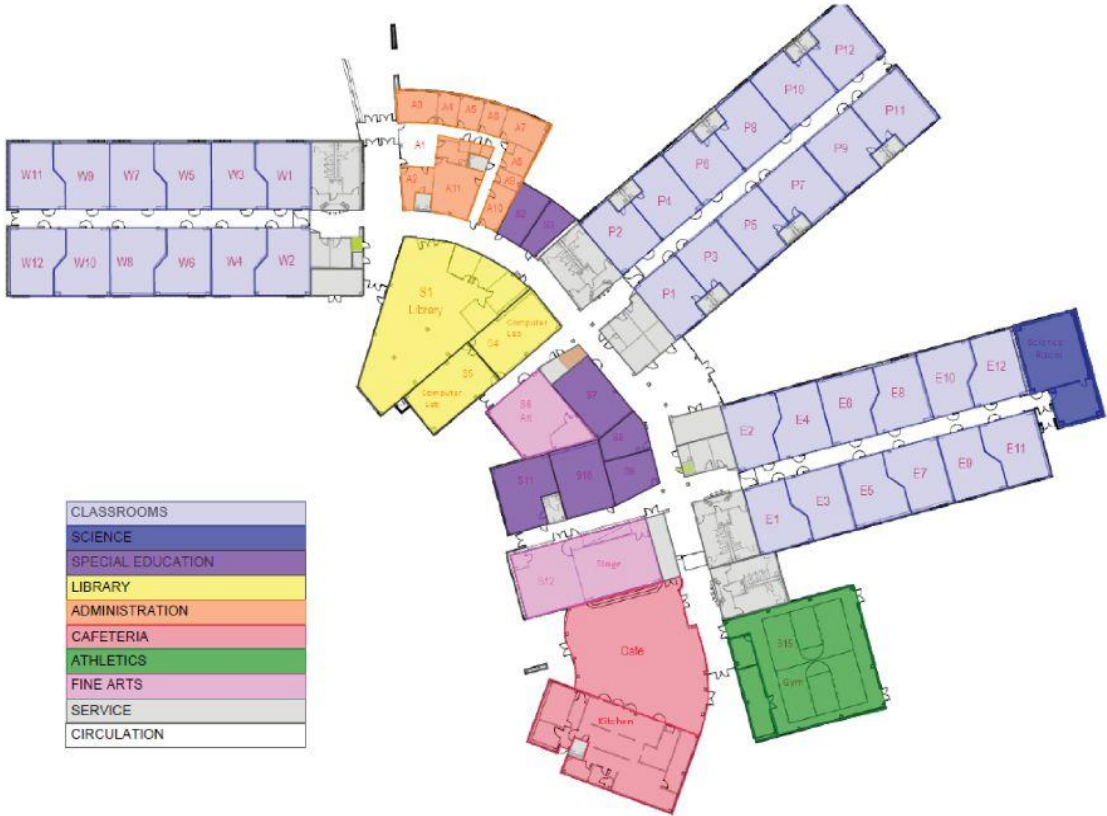 P12
P10
P11
A3
A4
A5
A6
A7
P8
P9
A1
A8
P6
P7
W11
W9
W7
W5
W3
W1
A2
A11
A9
P4
P5
A10
S2
S3
P2
P3
W12
W10
W8
W6
W4
W2
P1
S1
Library
Computer
Lab
S4
S5
Computer
Lab
Science
E12
E10
E8
E6
E4
E2
S6
Art
S7
S8
S9
S10
S11
E11
E9
E7
E5
E3
E1
S12
Stage
Cafe
Kitchen
S15
Gym
CLASSROOMS
SCIENCE
SPECIAL EDUCATION
LIBRARY
ADMINISTRATION
CAFETERIA
ATHLETICS
FINE ARTS
SERVICE
CIRCULATION